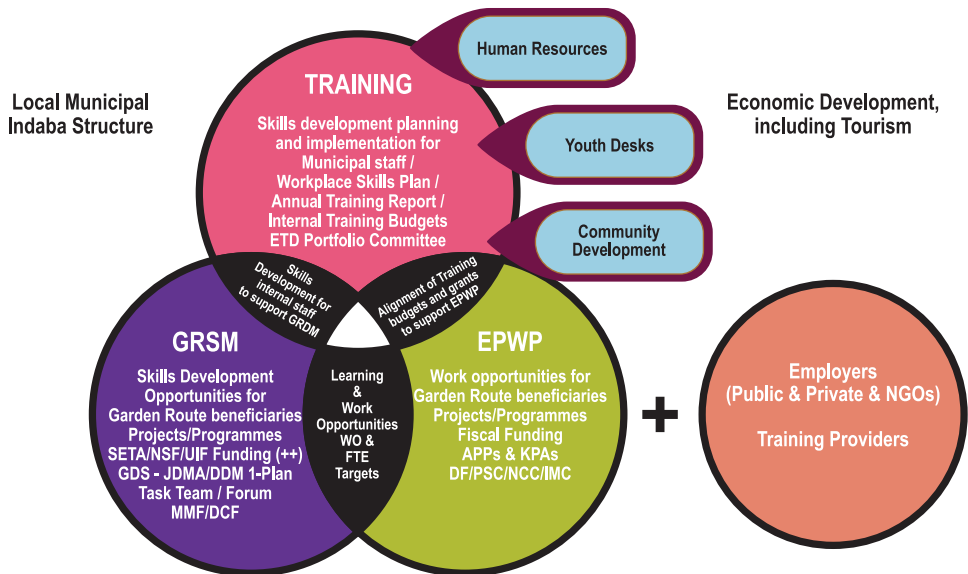 Local Municipal
Indaba Structure
TRAINING
Skills development planning
and implementation for
Municipal staff /
Workplace Skills Plan /
Annual Training Report /
Internal Training Budgets
ETD Portfolio Committee
Human Resources
Youth Desks
Community
Development
Economic Development,
including Tourism
Skills
Development for
internal staff
to support GRDM
Alignment of Training
budgets and grants
to support EPWP
GRSM
Skills Development
Opportunities for
Garden Route beneficiaries
Projects/Programmes
SETA/NSF/UIF Funding (++)
GDS - JDMA/DDM 1-Plan
Task Team / Forum
MMF/DCF
Learning
&
Work
Opportunities
WO &
FTE
Targets
EPWP
Work opportunities for
Garden Route beneficiaries
Projects/Programmes
Fiscal Funding
APPs & KPAs
DF/PSC/NCC/IMC
+
Employers
(Public & Private & NGOs)
Training Providers